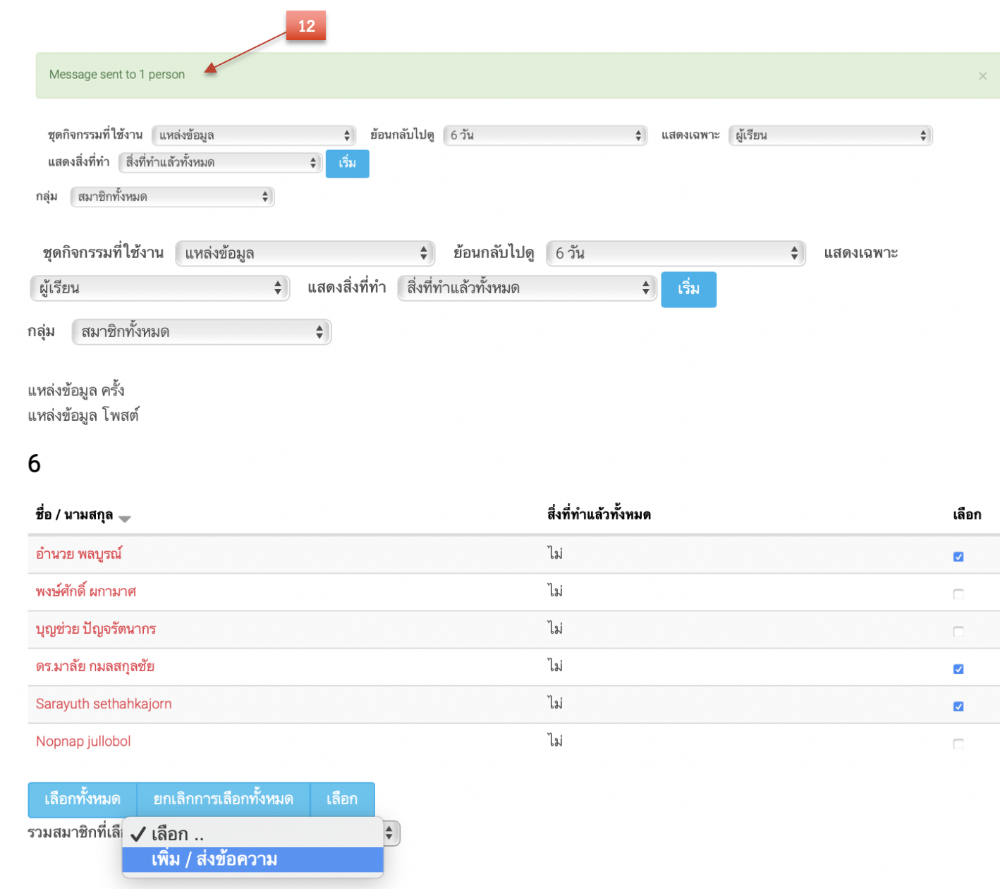 12
Message sent to 1 person ×
ชุดกิจกรรมที่ใช้งาน แหล่งข้อมูล ย้อนกลับไปดู 6 วัน แสดงเฉพาะ ผู้เรียน
แสดงสิ่งที่ทำ สิ่งที่ทำแล้วทั้งหมด เริ่ม
กลุ่ม สมาชิกทั้งหมด
ชุดกิจกรรมที่ใช้งาน แหล่งข้อมูล ย้อนกลับไปดู 6 วัน แสดงเฉพาะ
ผู้เรียน แสดงสิ่งที่ทำ สิ่งที่ทำแล้วทั้งหมด เริ่ม
กลุ่ม สมาชิกทั้งหมด
แหล่งข้อมูล ครั้ง
แหล่งข้อมูล โพสต์
6
ชื่อ / นามสกุล สิ่งที่ทำแล้วทั้งหมด เลือก
อำนวย พลบูรณ์ ไม่
พงษ์ศักดิ์ ผกามาศ ไม่
บุญช่วย ปัญจรัตนากร ไม่
ดร.มาลัย กมลสกุลชัย ไม่
Sarayuth sethahkajorn ไม่
Nopnap jullobol ไม่
เลือกทั้งหมด ยกเลิกการเลือกทั้งหมด เลือก
รวมสมาชิกที่เลื ✓ เลือก ..
เพิ่ม / ส่งข้อความ